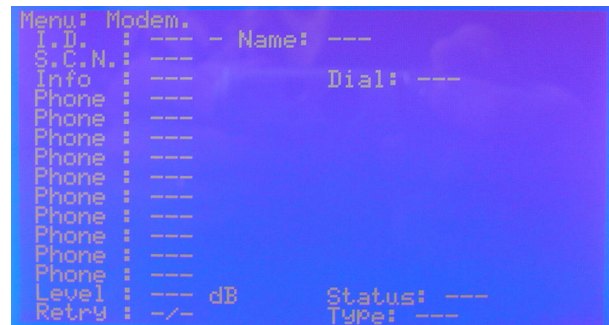 Menu: Modem.
I.D. : --- - Name: ---
S.C.N.: ---
Info : --- Dial: ---
Phone : ---
Phone : ---
Phone : ---
Phone : ---
Phone : ---
Phone : ---
Phone : ---
Phone : ---
Phone : ---
Phone : ---
Level : --- dB Status: ---
Retry : -/- Type: ---